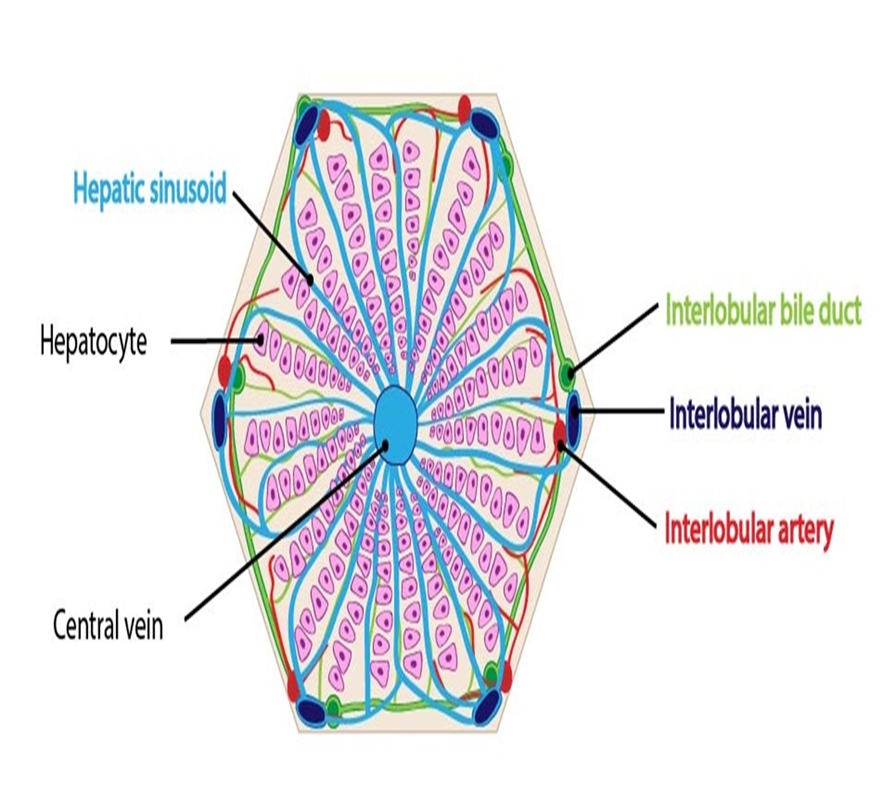 Hepatic sinusoid
Hepatocyte
Central vein
Interlobular bile duct
Interlobular vein
Interlobular artery